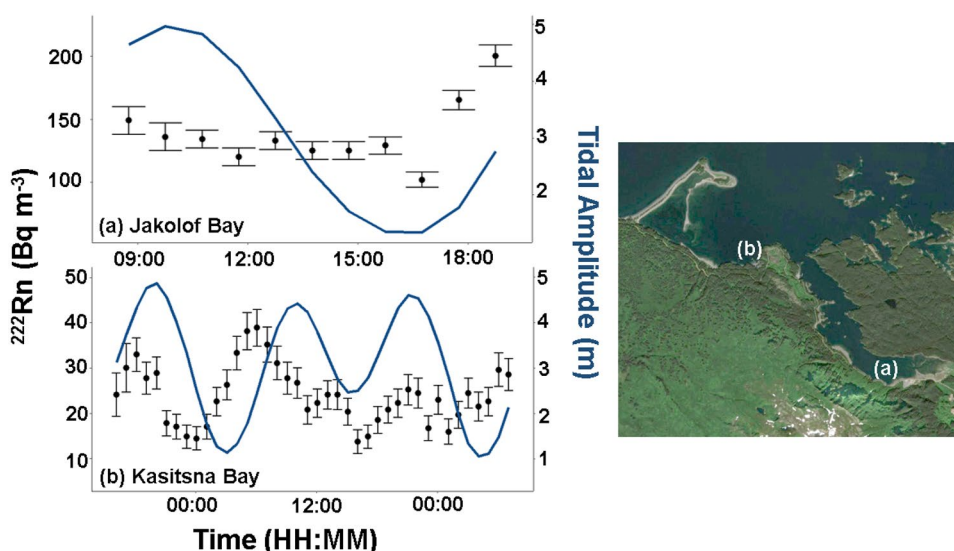 200
150
100
5
4
3
2
(a) Jakolof Bay
09:00 12:00 15:00 18:00
222Rn (Bq m-3)
Tidal Amplitude (m)
50
40
30
20
10
5
4
3
2
1
(b) Kasitsna Bay
00:00 12:00 00:00
Time (HH:MM)
(b)
(a)